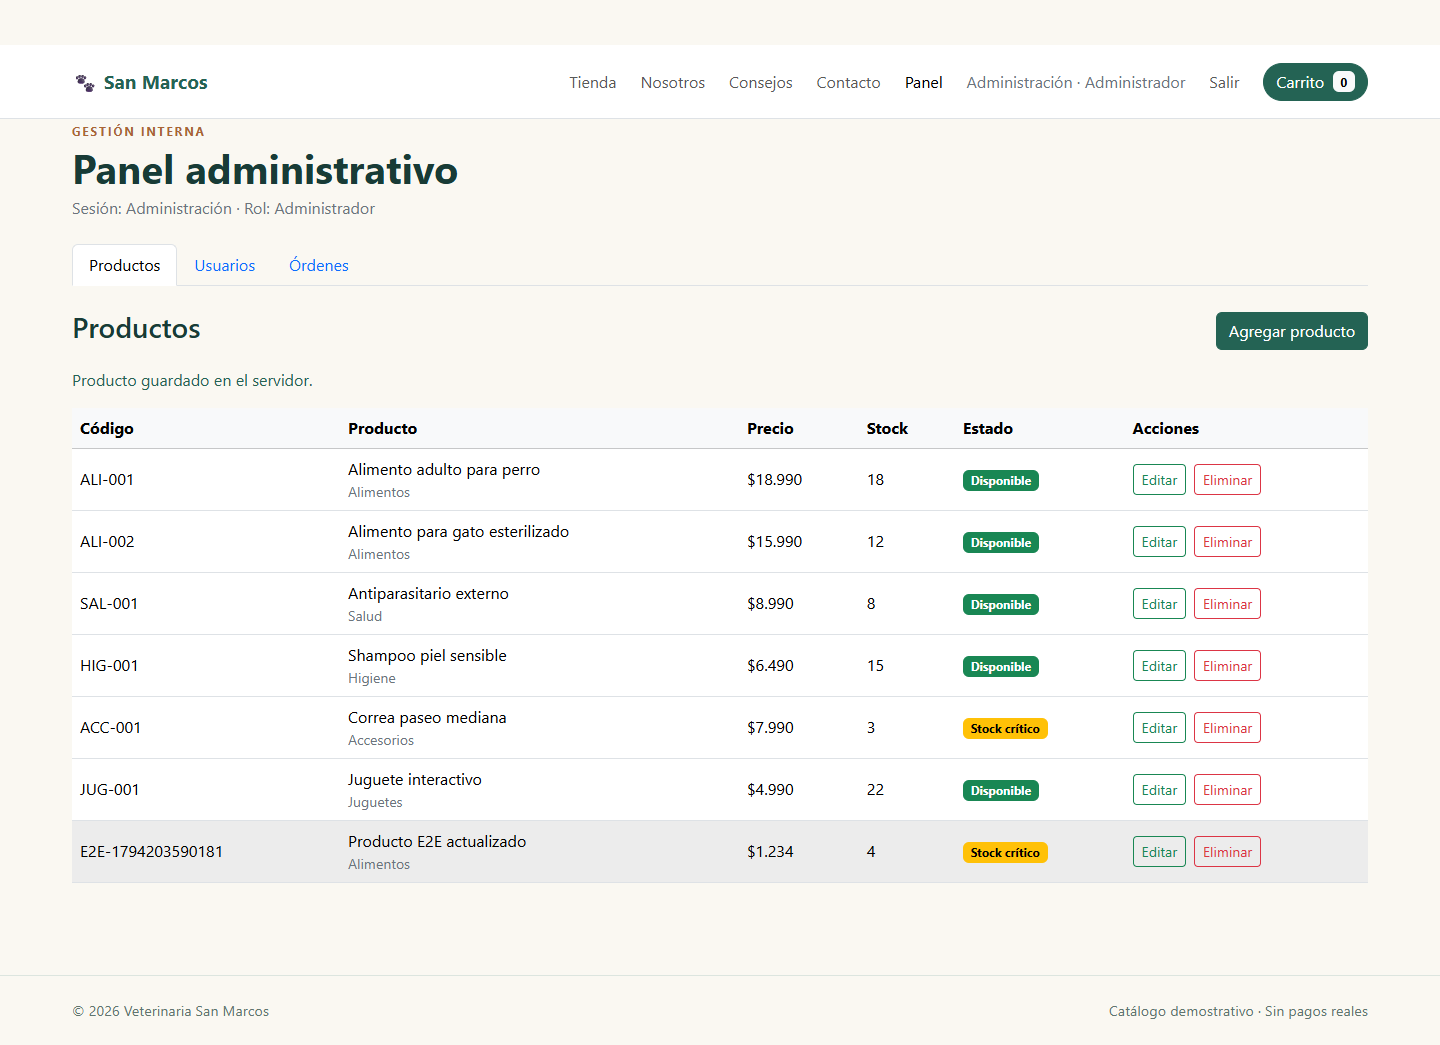 San Marcos
Tienda Nosotros Consejos Contacto Panel Administración · Administrador Salir Carrito 0
GESTIÓN INTERNA
Panel administrativo
Sesión: Administración · Rol: Administrador
Productos Usuarios Órdenes
Productos
Agregar producto
Producto guardado en el servidor.
Código Producto Precio Stock Estado Acciones
ALI-001 Alimento adulto para perro $18.990 18 Disponible Editar Eliminar
Alimentos
ALI-002 Alimento para gato esterilizado $15.990 12 Disponible Editar Eliminar
Alimentos
SAL-001 Antiparasitario externo $8.990 8 Disponible Editar Eliminar
Salud
HIG-001 Shampoo piel sensible $6.490 15 Disponible Editar Eliminar
Higiene
ACC-001 Correa paseo mediana $7.990 3 Stock crítico Editar Eliminar
Accesorios
JUG-001 Juguete interactivo $4.990 22 Disponible Editar Eliminar
Juguetes
E2E-1794203590181 Producto E2E actualizado $1.234 4 Stock crítico Editar Eliminar
Alimentos
© 2026 Veterinaria San Marcos
Catálogo demostrativo · Sin pagos reales